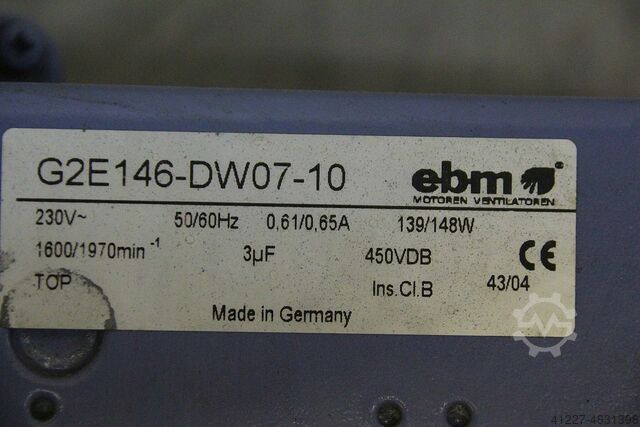 G2E146-DW07-10
ebm
MOTOREN VENTILATOREN
230V~ 50/60Hz 0,61/0,65A 139/148W
1600/1970min⁻¹ 3µF 450VDB CE
TOP Ins.Cl.B 43/04
Made in Germany
41227-4831398